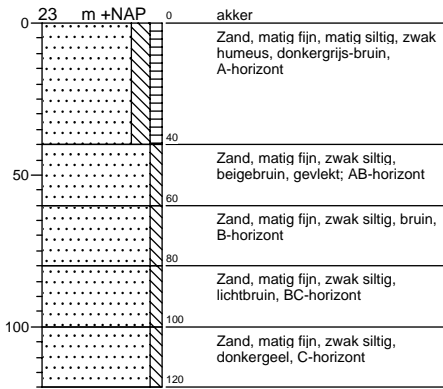 0 23 m +NAP 0 akker
Zand, matig fijn, matig siltig, zwak
humeus, donkergrijs-bruin,
A-horizont
40
50
Zand, matig fijn, zwak siltig,
beigebruin, gevlekt; AB-horizont
60
Zand, matig fijn, zwak siltig, bruin,
B-horizont
80
Zand, matig fijn, zwak siltig,
lichtbruin, BC-horizont
100 100
Zand, matig fijn, zwak siltig,
donkergeel, C-horizont
120